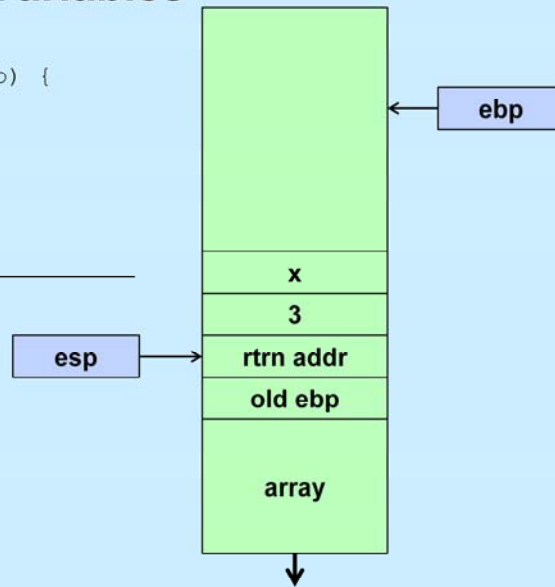 ) {
ebp
x
3
esp
rtrn addr
old ebp
array